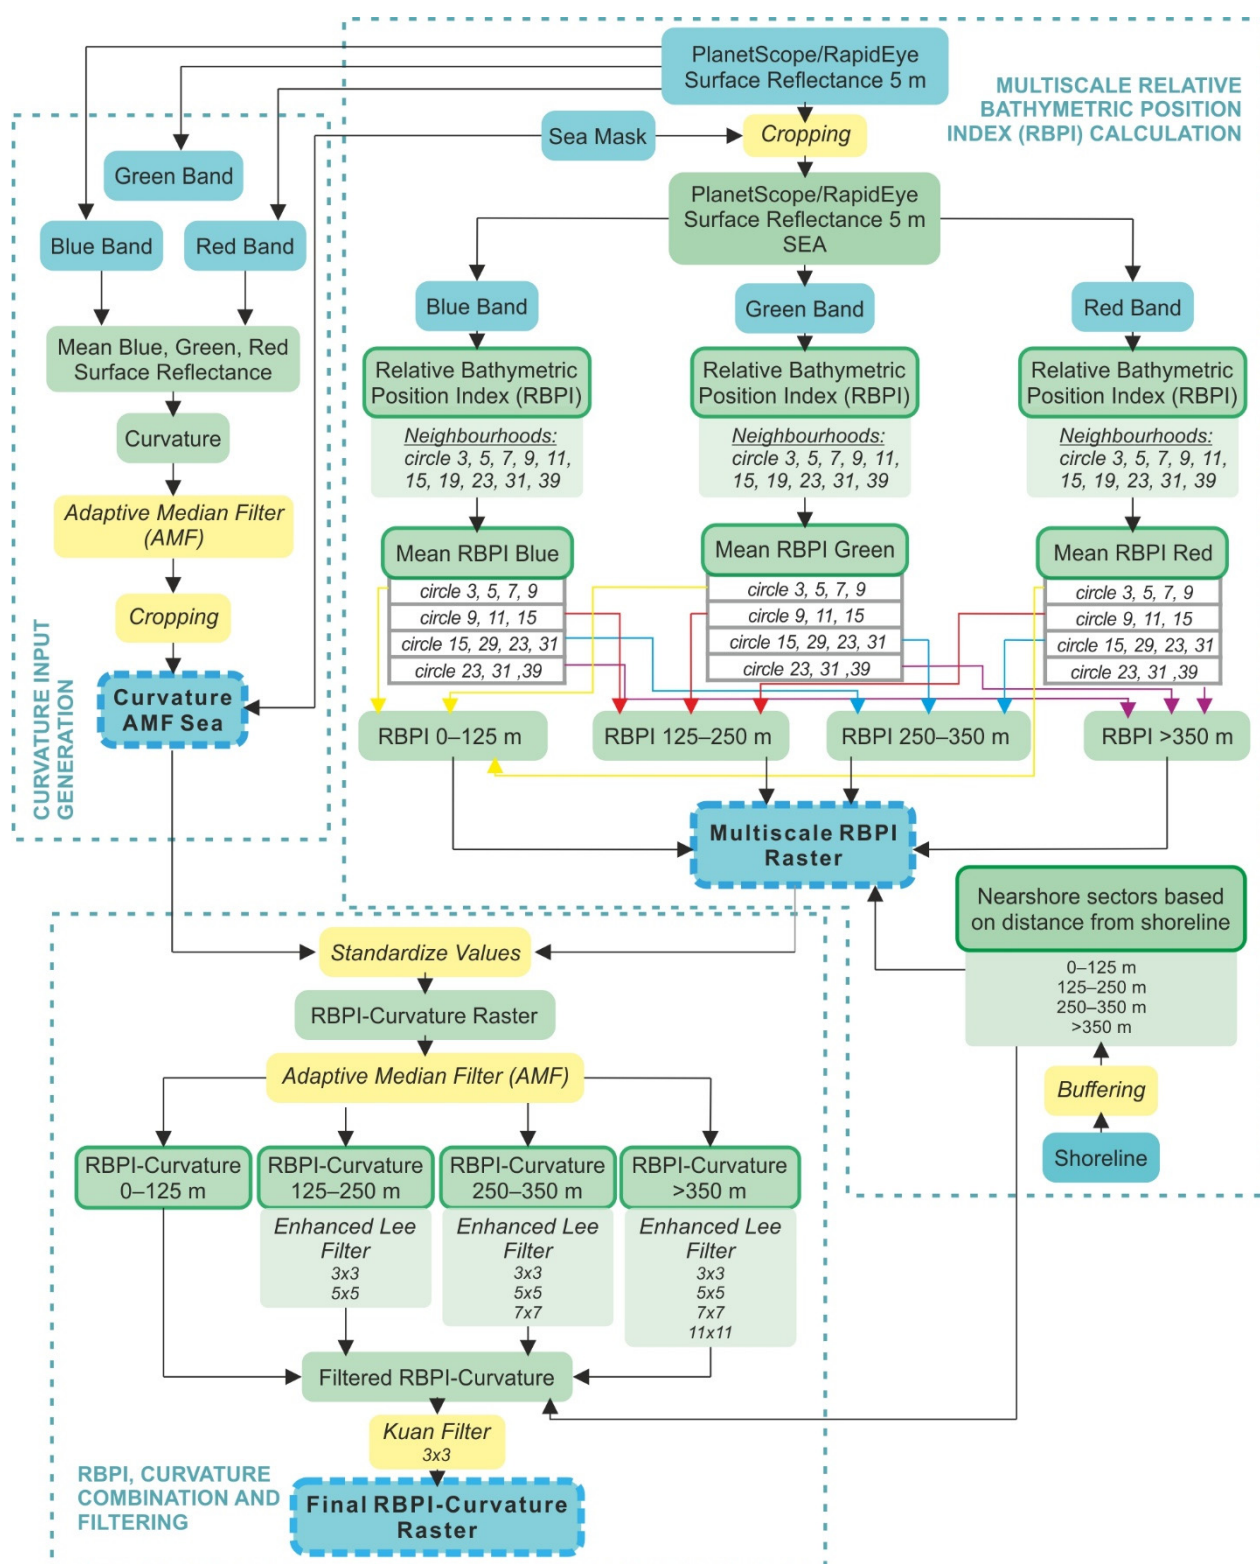 PlanetScope/RapidEye
Surface Reflectance 5 m
MULTISCALE RELATIVE
BATHYMETRIC POSITION
INDEX (RBPI) CALCULATION
Sea Mask
Cropping
Green Band
Blue Band
Red Band
PlanetScope/RapidEye
Surface Reflectance 5 m
SEA
Blue Band
Green Band
Red Band
Mean Blue, Green, Red
Surface Reflectance
Curvature
Adaptive Median Filter
(AMF)
Cropping
Curvature
AMF Sea
CURVATURE INPUT
GENERATION
Relative Bathymetric
Position Index (RBPI)
Neighbourhoods:
circle 3, 5, 7, 9, 11,
15, 19, 23, 31, 39
Relative Bathymetric
Position Index (RBPI)
Neighbourhoods:
circle 3, 5, 7, 9, 11,
15, 19, 23, 31, 39
Relative Bathymetric
Position Index (RBPI)
Neighbourhoods:
circle 3, 5, 7, 9, 11,
15, 19, 23, 31, 39
Mean RBPI Blue
circle 3, 5, 7, 9
circle 9, 11, 15
circle 15, 29, 23, 31
circle 23, 31 ,39
Mean RBPI Green
circle 3, 5, 7, 9
circle 9, 11, 15
circle 15, 29, 23, 31
circle 23, 31 ,39
Mean RBPI Red
circle 3, 5, 7, 9
circle 9, 11, 15
circle 15, 29, 23, 31
circle 23, 31 ,39
RBPI 0–125 m
RBPI 125–250 m
RBPI 250–350 m
RBPI >350 m
Multiscale RBPI
Raster
Nearshore sectors based
on distance from shoreline
0–125 m
125–250 m
250–350 m
>350 m
Buffering
Shoreline
Standardize Values
RBPI-Curvature Raster
Adaptive Median Filter (AMF)
RBPI-Curvature
0–125 m
RBPI-Curvature
125–250 m
Enhanced Lee
Filter
3x3
5x5
RBPI-Curvature
250–350 m
Enhanced Lee
Filter
3x3
5x5
7x7
RBPI-Curvature
>350 m
Enhanced Lee
Filter
3x3
5x5
7x7
11x11
Filtered RBPI-Curvature
Kuan Filter
3x3
Final RBPI-Curvature
Raster
RBPI, CURVATURE
COMBINATION AND
FILTERING